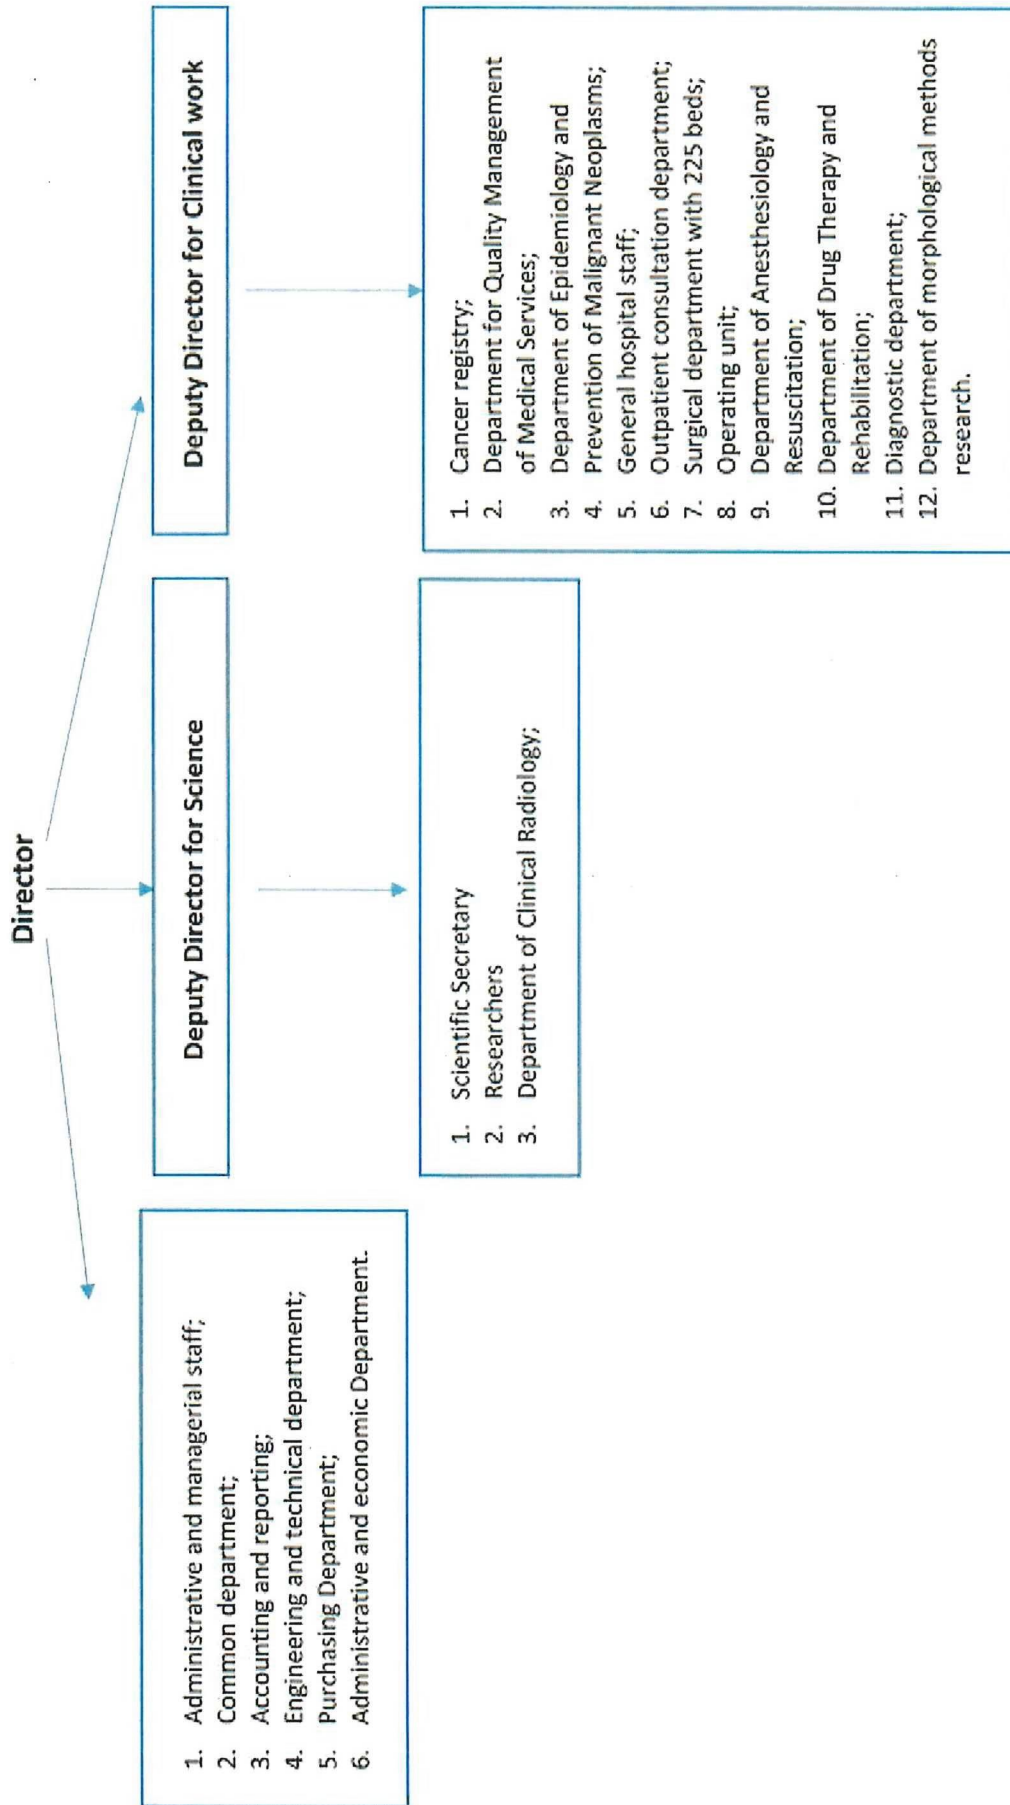 Director
Deputy Director for Science
Deputy Director for Clinical work
1. Administrative and managerial staff;
2. Common department;
3. Accounting and reporting;
4. Engineering and technical department;
5. Purchasing Department;
6. Administrative and economic Department.
1. Scientific Secretary
2. Researchers
3. Department of Clinical Radiology;
1. Cancer registry;
2. Department for Quality Management
of Medical Services;
3. Department of Epidemiology and
4. Prevention of Malignant Neoplasms;
5. General hospital staff;
6. Outpatient consultation department;
7. Surgical department with 225 beds;
8. Operating unit;
9. Department of Anesthesiology and
Resuscitation;
10. Department of Drug Therapy and
Rehabilitation;
11. Diagnostic department;
12. Department of morphological methods
research.